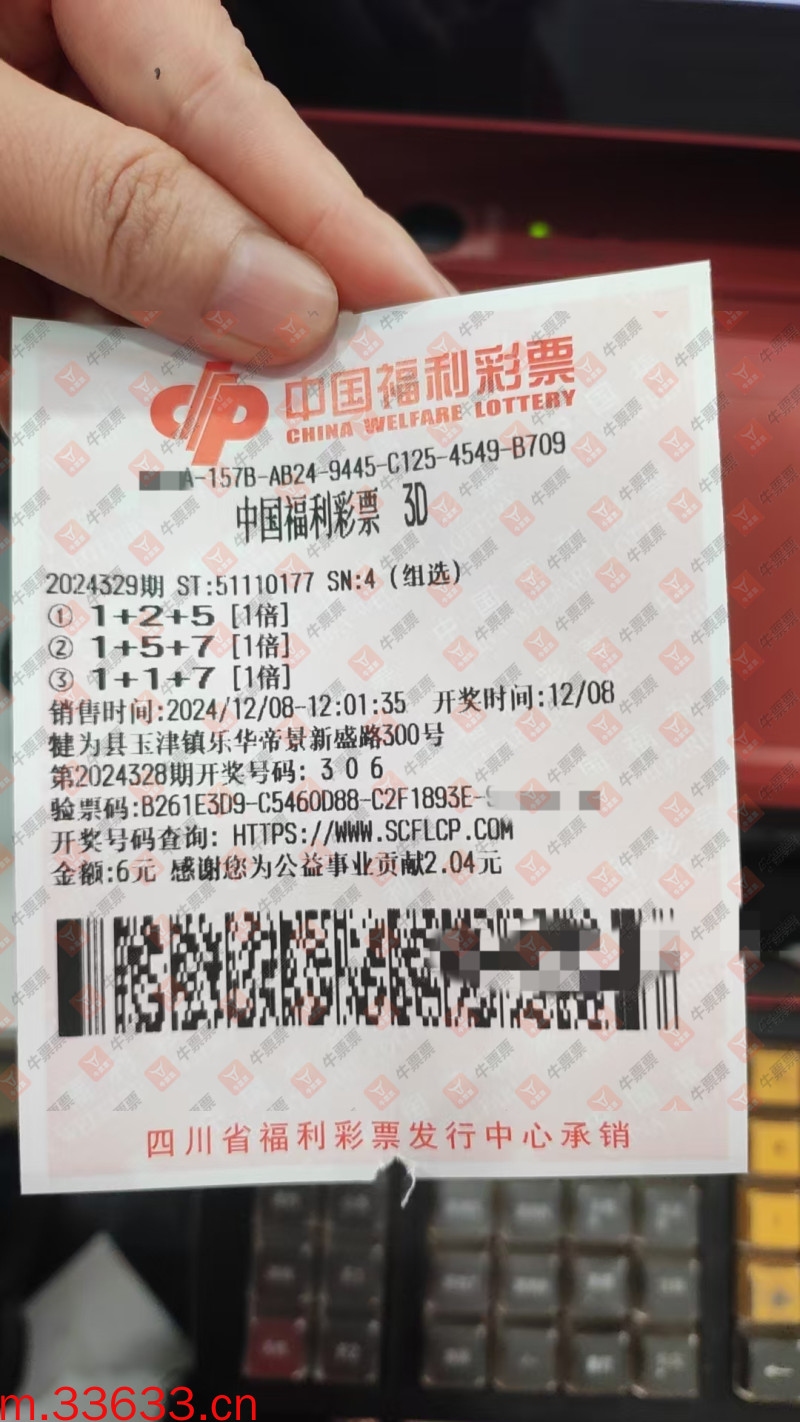 中国福利彩票
CHINA WELFARE LOTTERY
A-157B-AB24-9445-C125-4549-B709
中国福利彩票 3D
2024329期 ST:51110177 SN:4 (组选)
① 1+2+5 [1倍]
② 1+5+7 [1倍]
③ 1+1+7 [1倍]
销售时间:2024/12/08-12:01:35 开奖时间:12/08
犍为县玉津镇乐华帝景新盛路300号
第2024328期开奖号码: 3 0 6
验票码:B261E3D9-C5460D88-C2F1893E-
开奖号码查询: HTTPS://WWW.SCFLCP.COM
金额:6元 感谢您为公益事业贡献2.04元
四川省福利彩票发行中心承销
牛票票
m.33633.cn